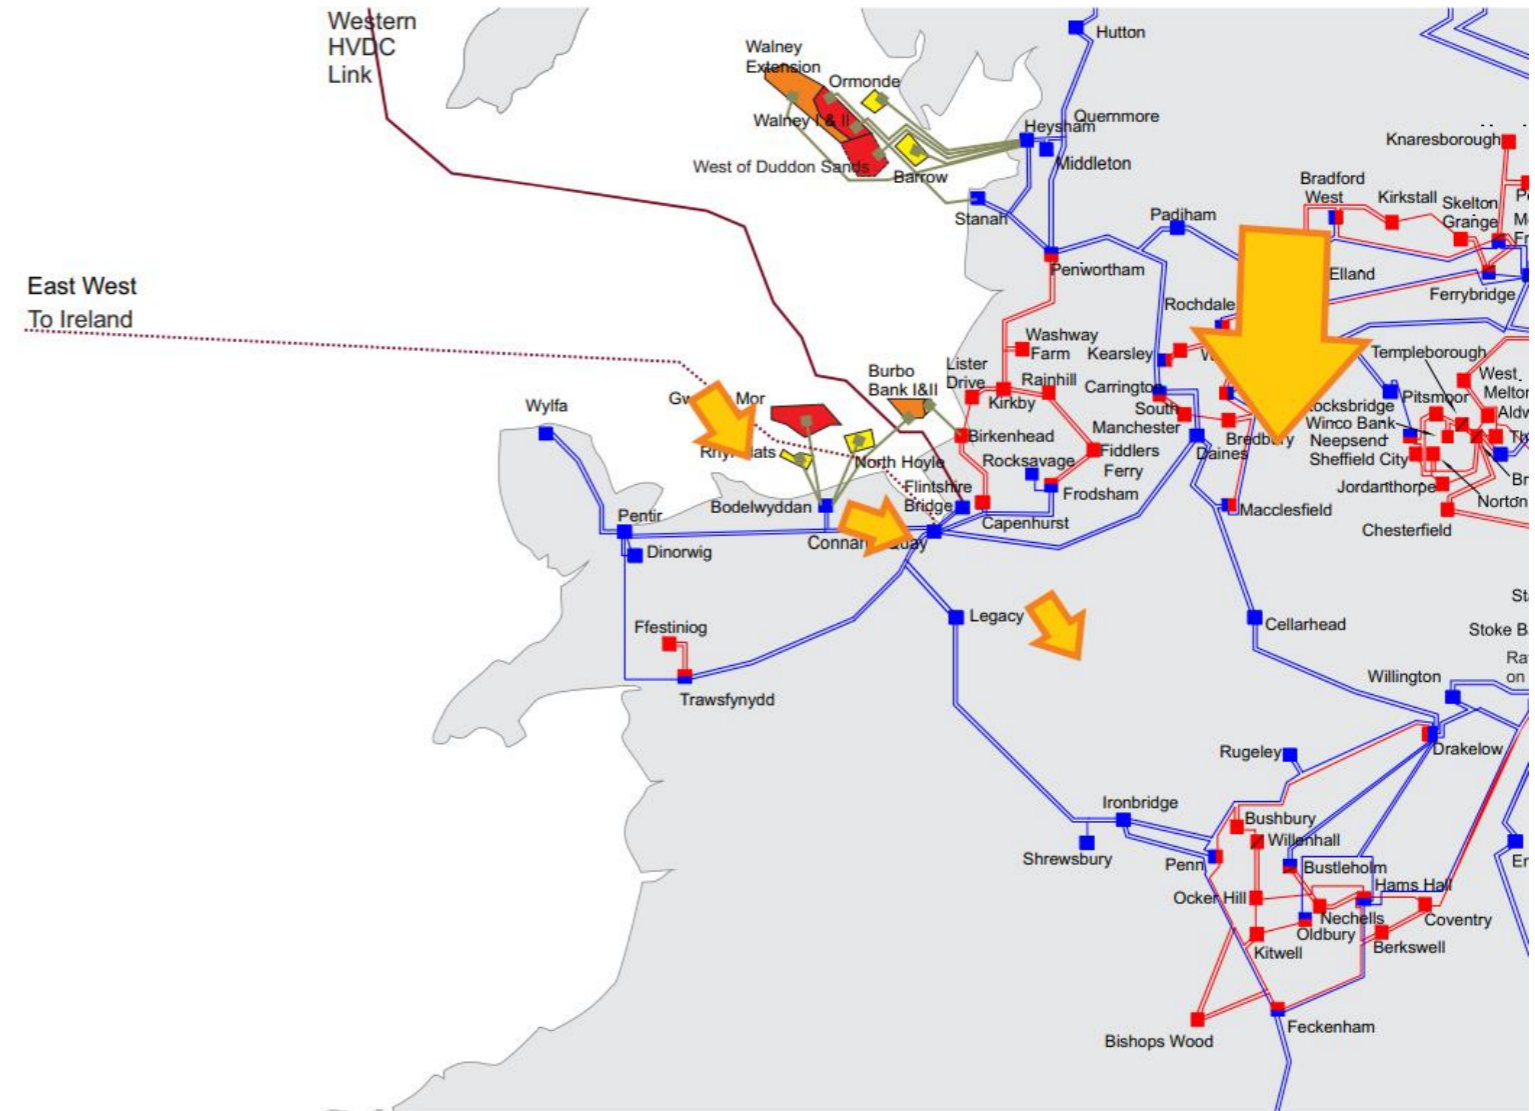 Western
HVDC
Link
Hutton
Walney
Extension
Ormonde
Walney I & II
Quernmore
Heysham
Middleton
West of Duddon Sands
Barrow
Stanah
Knaresborough
Bradford
West
Kirkstall
Skelton
Grange
Padiham
Penwortham
Elland
Ferrybridge
East West
To Ireland
Rochdale
Washway
Farm
Kearsley
Templeborough
Lister
Drive
Rainhill
Kirkby
Carrington
Burbo
Bank I&II
West
Pitsmoor
Winco Bank
Neepsend
Sheffield City
South
Manchester
Bredbury
Daines
Wylfa
Birkenhead
Fiddlers
Ferry
Rocksavage
North Hoyle
Flintshire
Bridge
Frodsham
Jordanthorpe
Norton
Macclesfield
Chesterfield
Bodelwyddan
Capenhurst
Pentir
Dinorwig
Legacy
Cellarhead
Ffestiniog
Trawsfynydd
Willington
on
Drakelow
Rugeley
Ironbridge
Bushbury
Willenhall
Shrewsbury
Penn
Bustleholm
Hams Hall
Ocker Hill
Nechells
Oldbury
Coventry
Kitwell
Berkswell
Feckenham
Bishops Wood